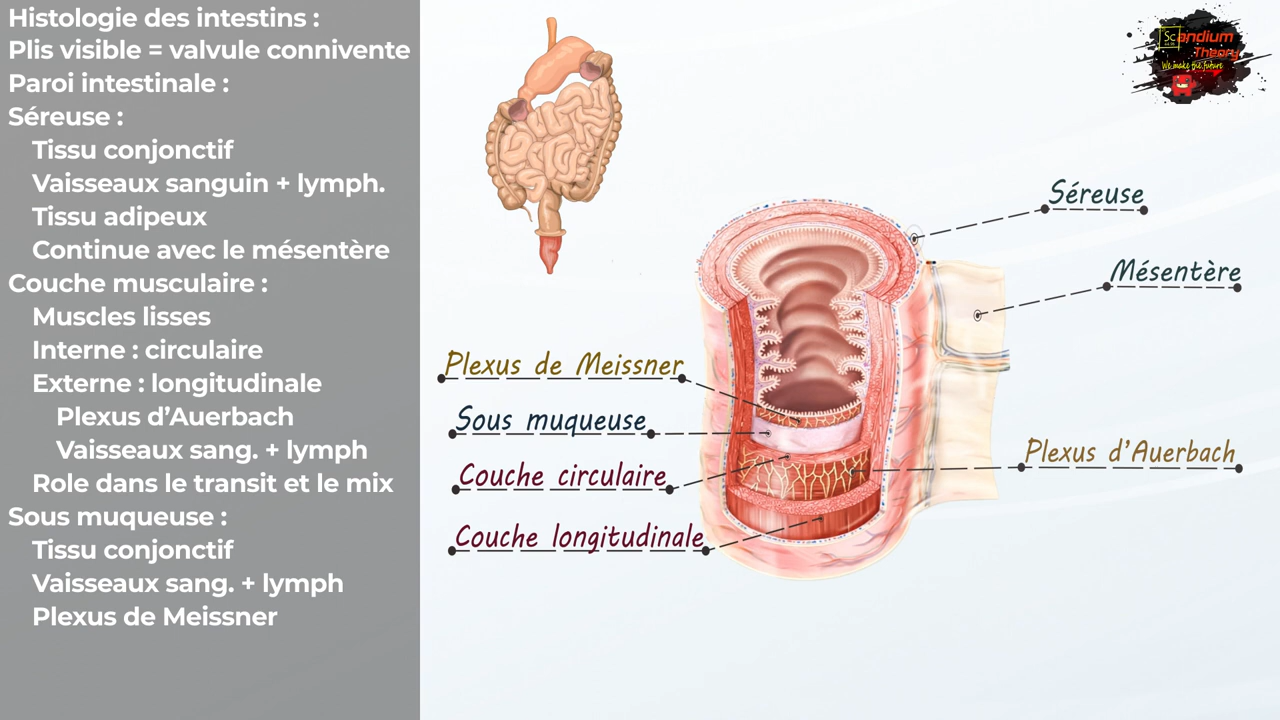 Histologie des intestins :
Plis visible = valvule connivente
Paroi intestinale :
Séreuse :
Tissu conjonctif
Vaisseaux sanguin + lymph.
Tissu adipeux
Continue avec le mésentère
Couche musculaire :
Muscles lisses
Interne : circulaire
Externe : longitudinale
Plexus d’Auerbach
Vaisseaux sang. + lymph
Role dans le transit et le mix
Sous muqueuse :
Tissu conjonctif
Vaisseaux sang. + lymph
Plexus de Meissner
Scandium
Theory
We make the future
Séreuse
Mésentère
Plexus de Meissner
Sous muqueuse
Couche circulaire
Plexus d’Auerbach
Couche longitudinale